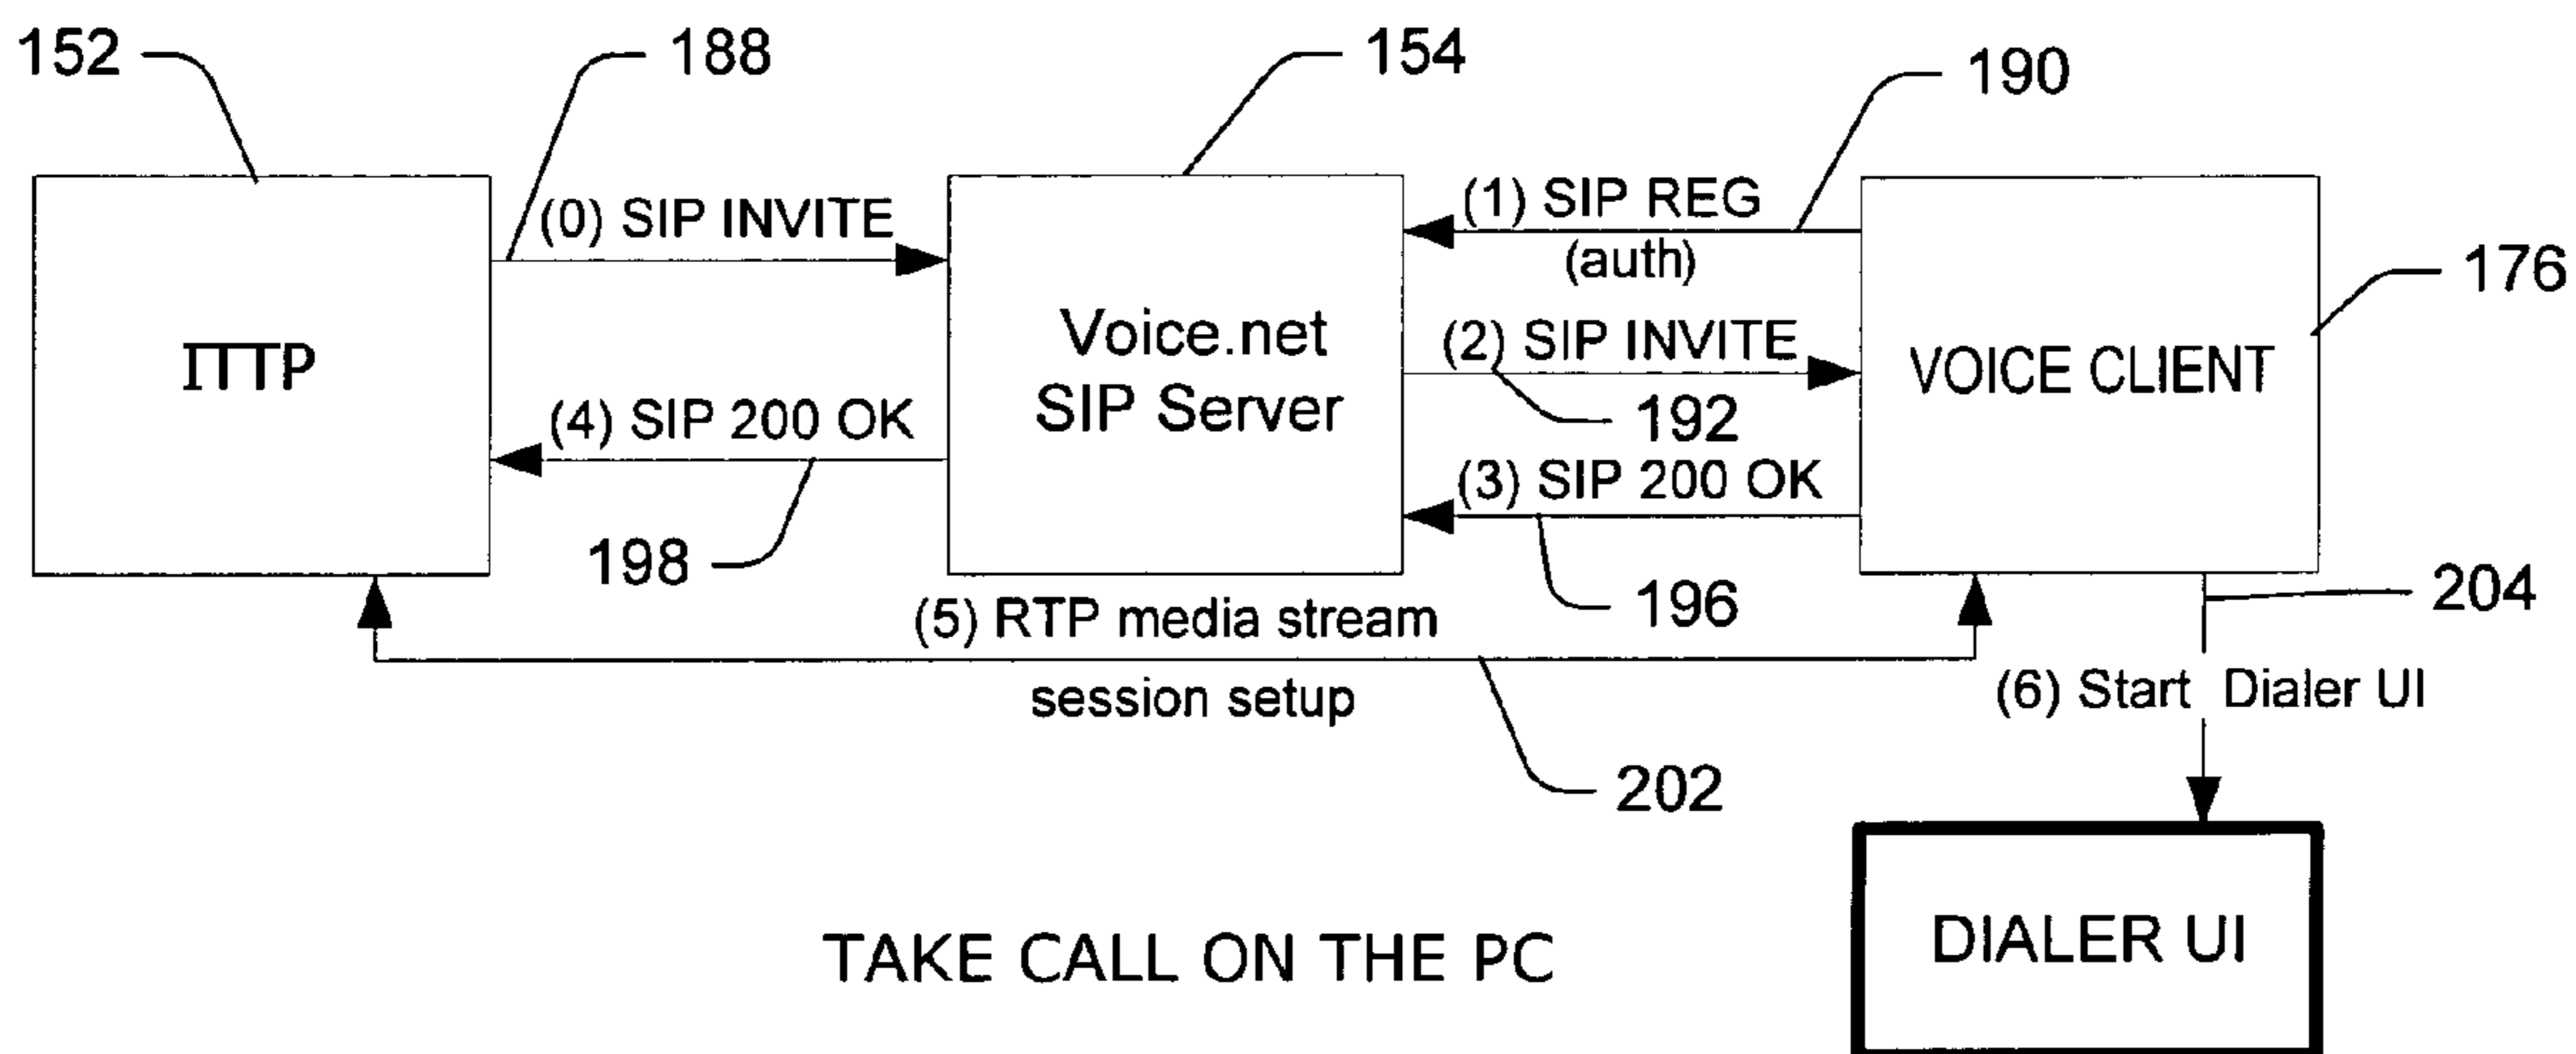 152
188
154
190
(0) SIP INVITE
(1) SIP REG
(auth)
176
ITTP
Voice.net
SIP Server
(2) SIP INVITE
VOICE CLIENT
192
(4) SIP 200 OK
(3) SIP 200 OK
198
196
204
(5) RTP media stream
session setup
(6) Start Dialer UI
202
TAKE CALL ON THE PC
DIALER UI